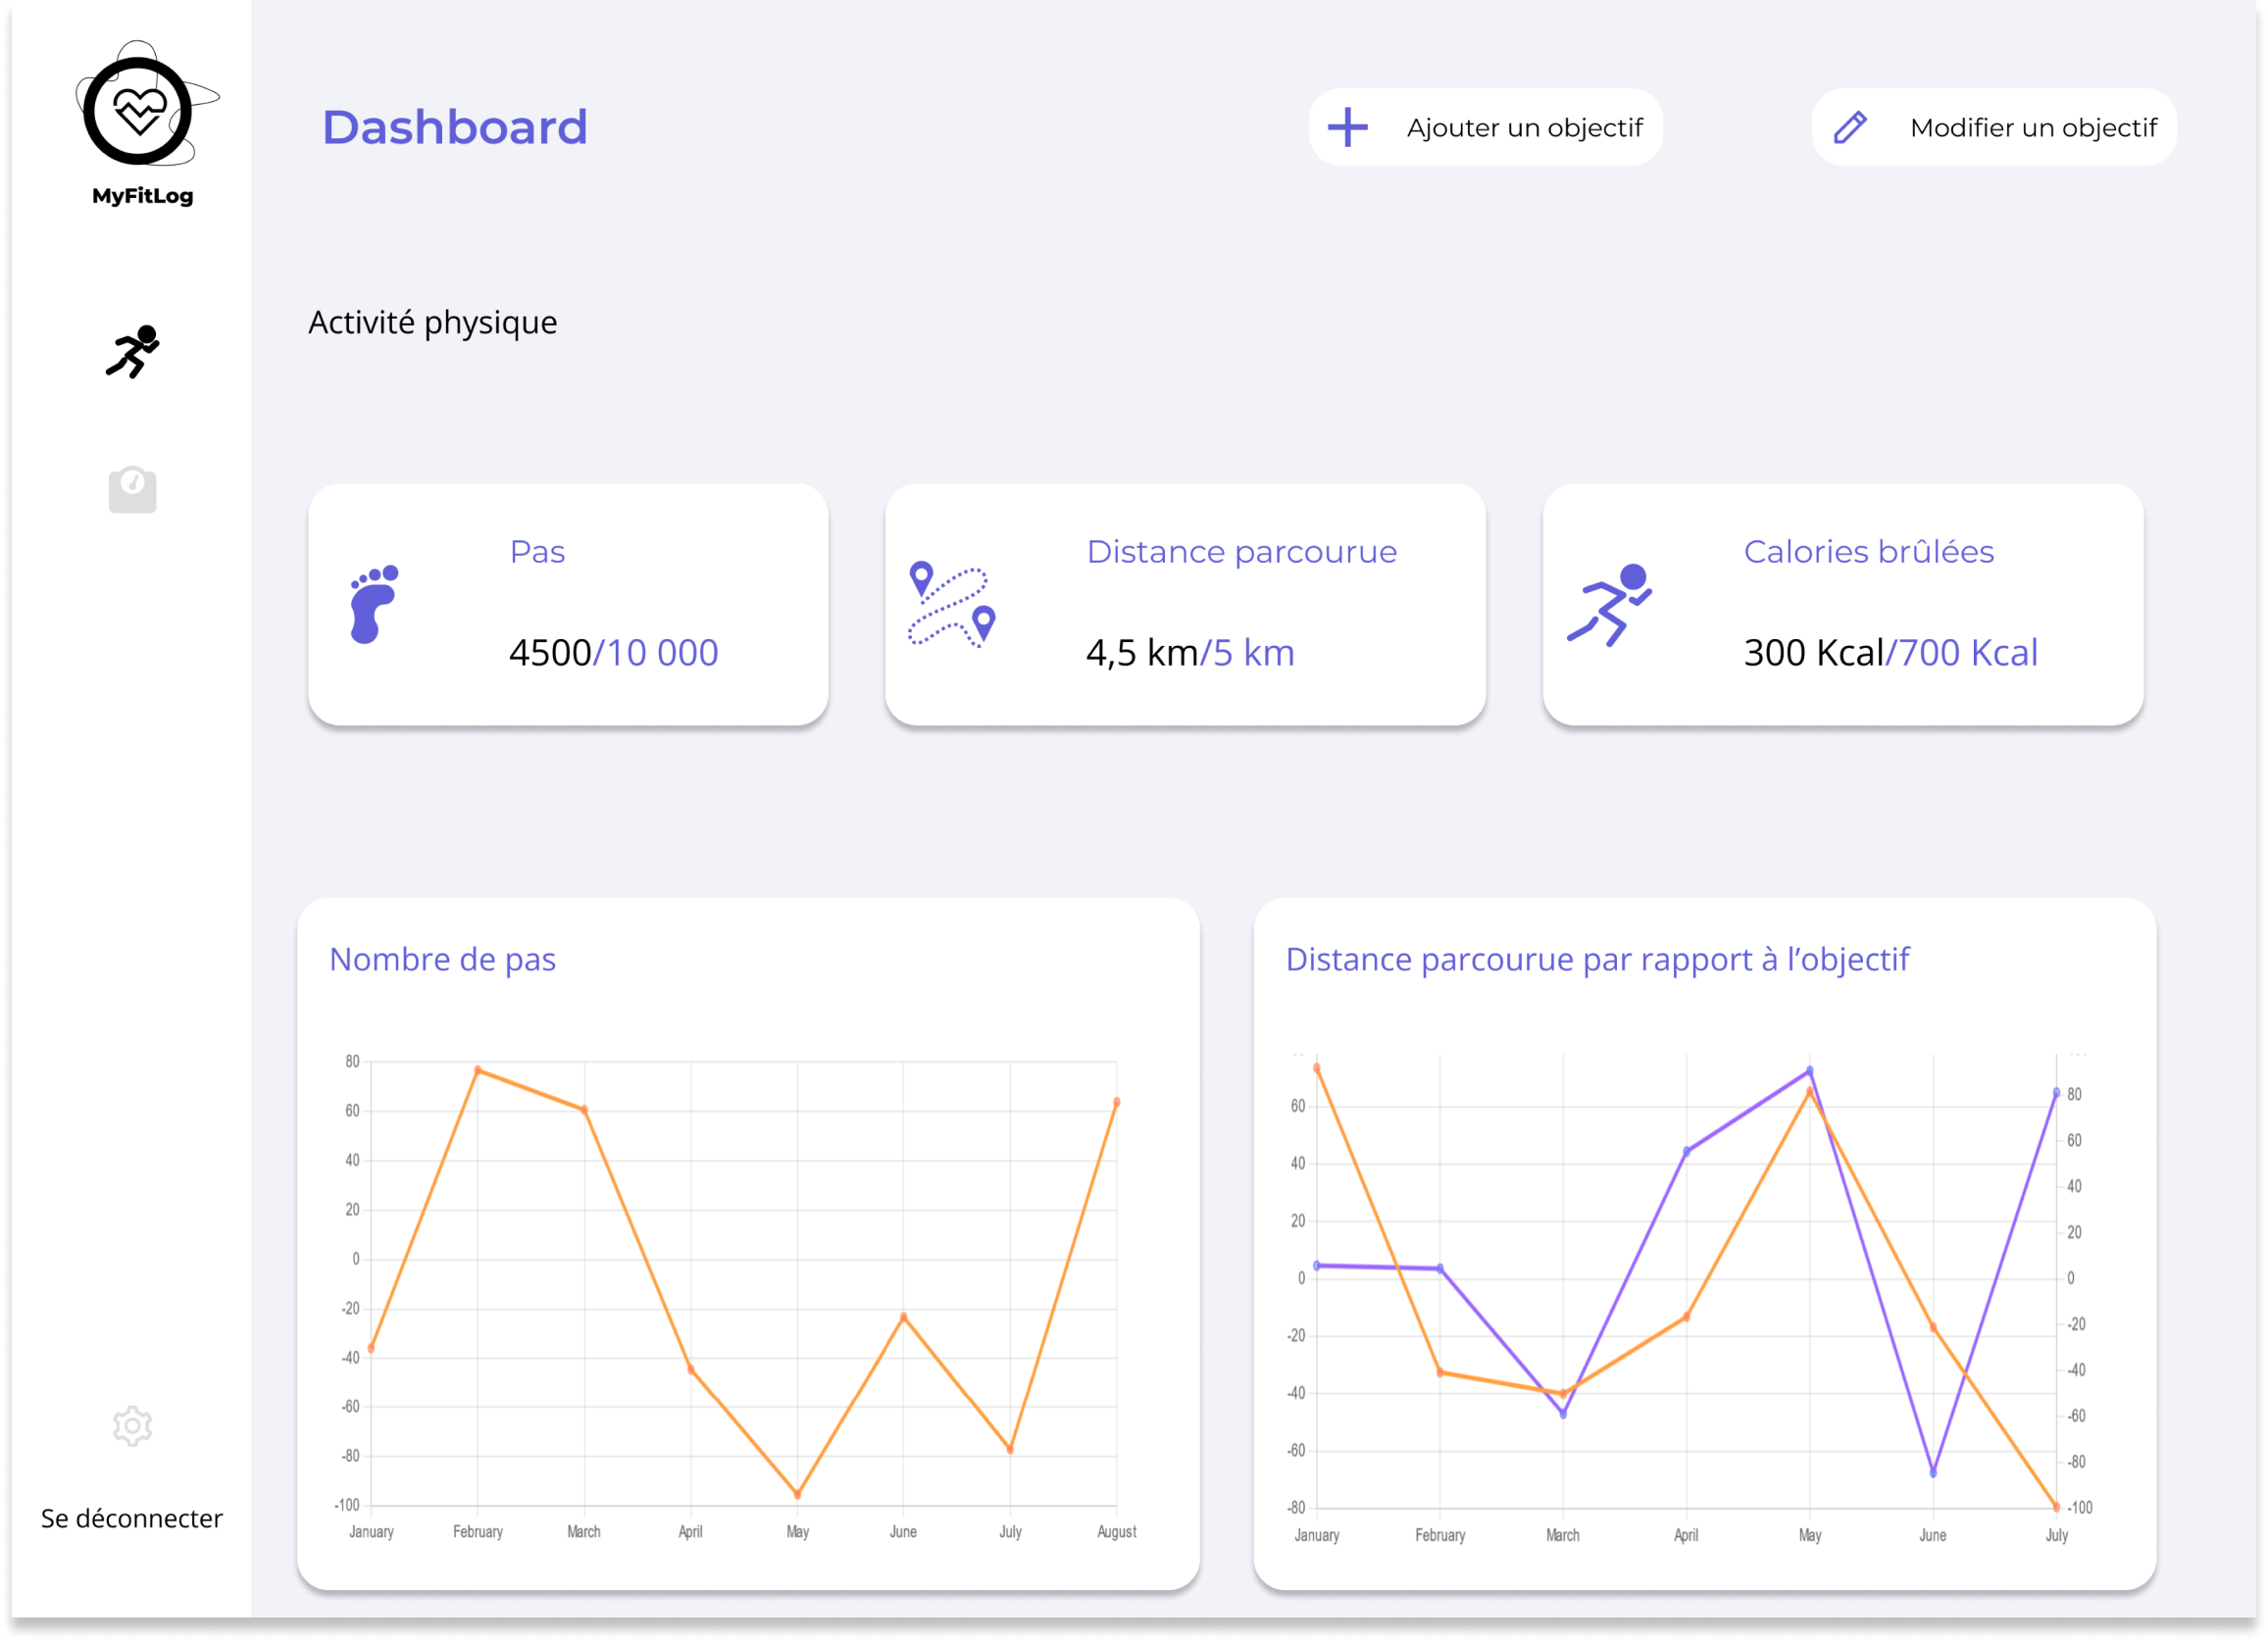 MyFitLog
Dashboard
Ajouter un objectif
Modifier un objectif
Activité physique
Pas
4500/10 000
Distance parcourue
4,5 km/5 km
Calories brûlées
300 Kcal/700 Kcal
Nombre de pas
80
60
40
20
0
-20
-40
-60
-80
-100
January February March April May June July August
Distance parcourue par rapport à l’objectif
60
40
20
0
-20
-40
-60
-80
80
60
40
20
0
-20
-40
-60
-80
-100
January February March April May June July
Se déconnecter